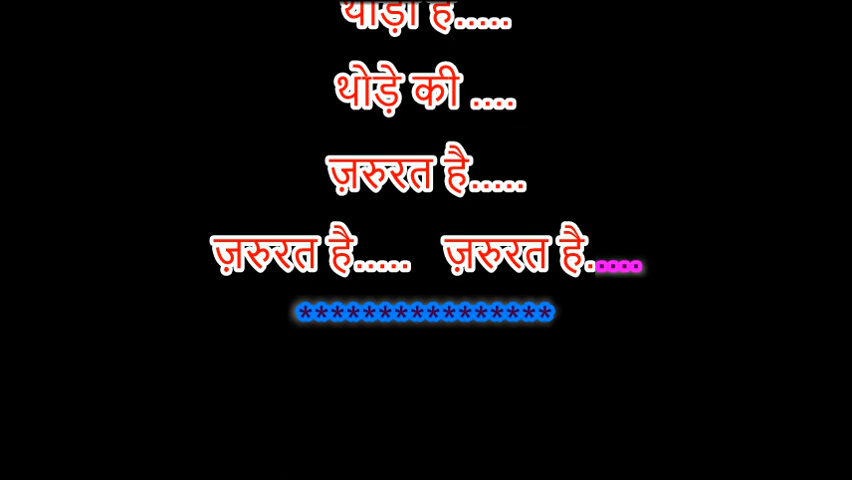 थोड़ा है.....
थोड़े की ....
ज़रुरत है.....
ज़रुरत है..... ज़रुरत है.....
****************